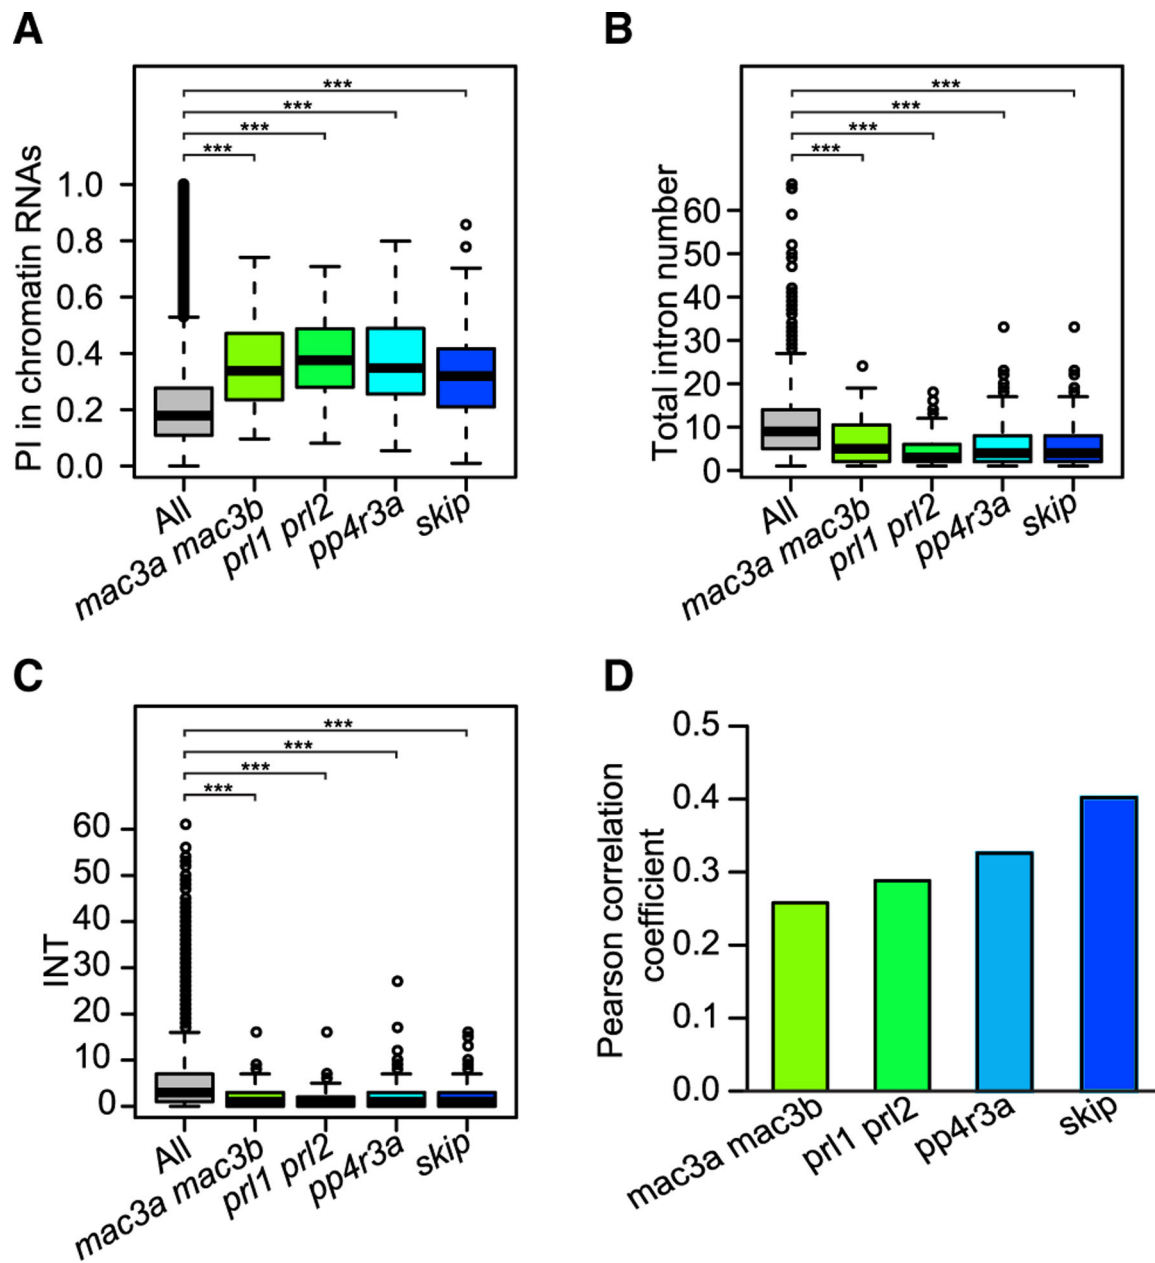 A
***
***
***
***
PI in chromatin RNAs
1.0
0.8
0.6
0.4
0.2
0.0
All
mac3a mac3b
prl1 prl2
pp4r3a
skip
B
***
***
***
***
Total intron number
60
50
40
30
20
10
0
All
mac3a mac3b
prl1 prl2
pp4r3a
skip
C
***
***
***
***
INT
60
50
40
30
20
10
0
All
mac3a mac3b
prl1 prl2
pp4r3a
skip
D
Pearson correlation
coefficient
0.5
0.4
0.3
0.2
0.1
0.0
mac3a mac3b
prl1 prl2
pp4r3a
skip